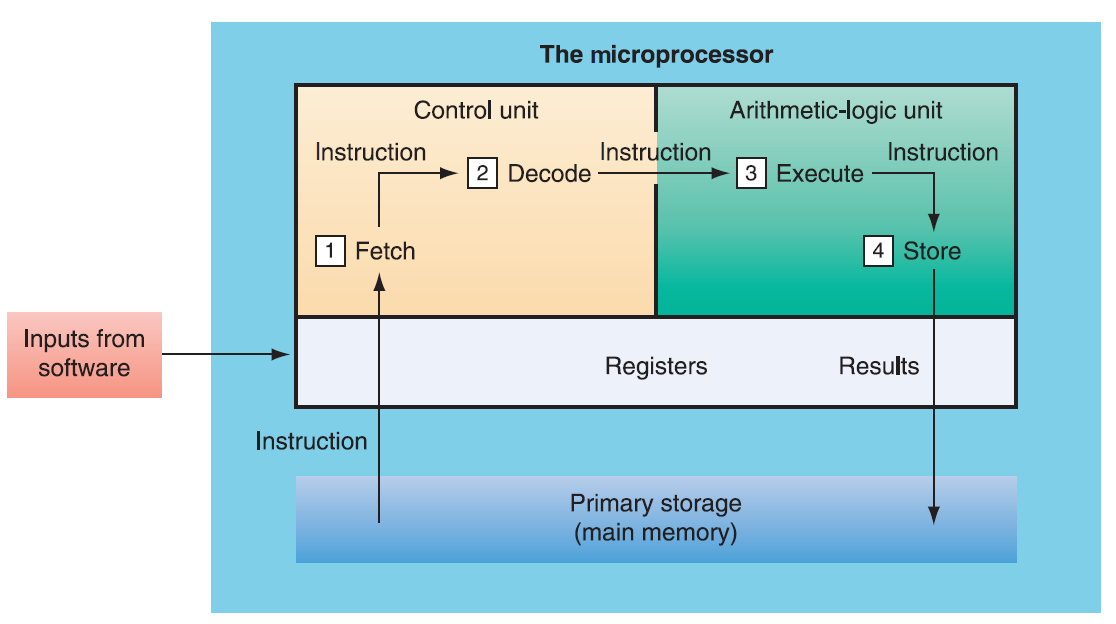 The microprocessor
Control unit
Arithmetic-logic unit
Instruction
2 Decode
Instruction
3 Execute
Instruction
1 Fetch
4 Store
Inputs from
software
Registers
Results
Instruction
Primary storage
(main memory)